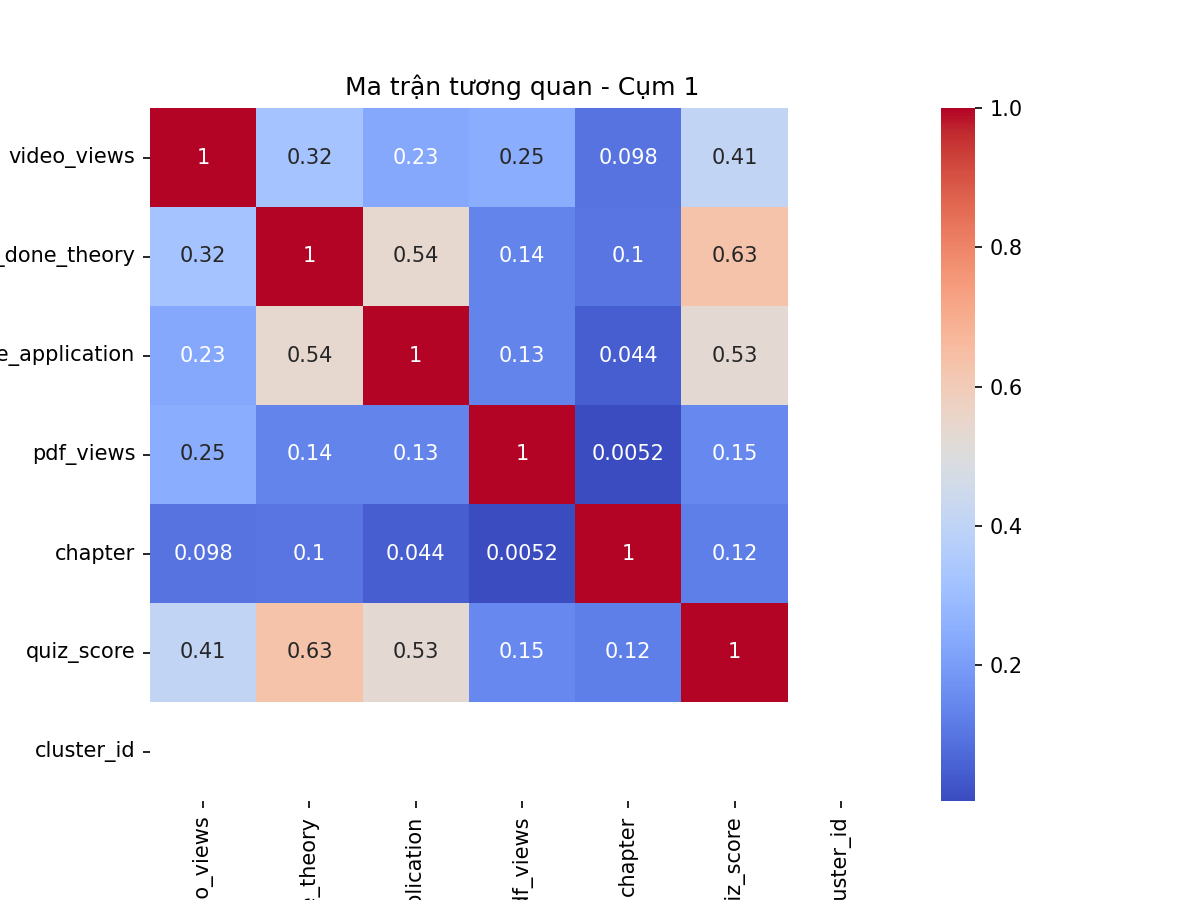 Ma trận tương quan - Cụm 1
1.0
video_views 1 0.32 0.23 0.25 0.098 0.41
0.8
_done_theory 0.32 1 0.54 0.14 0.1 0.63
e_application 0.23 0.54 1 0.13 0.044 0.53
0.6
pdf_views 0.25 0.14 0.13 1 0.0052 0.15
0.4
chapter 0.098 0.1 0.044 0.0052 1 0.12
quiz_score 0.41 0.63 0.53 0.15 0.12 1
0.2
cluster_id
o_views
e_theory
plication
df_views
chapter
iz_score
uster_id